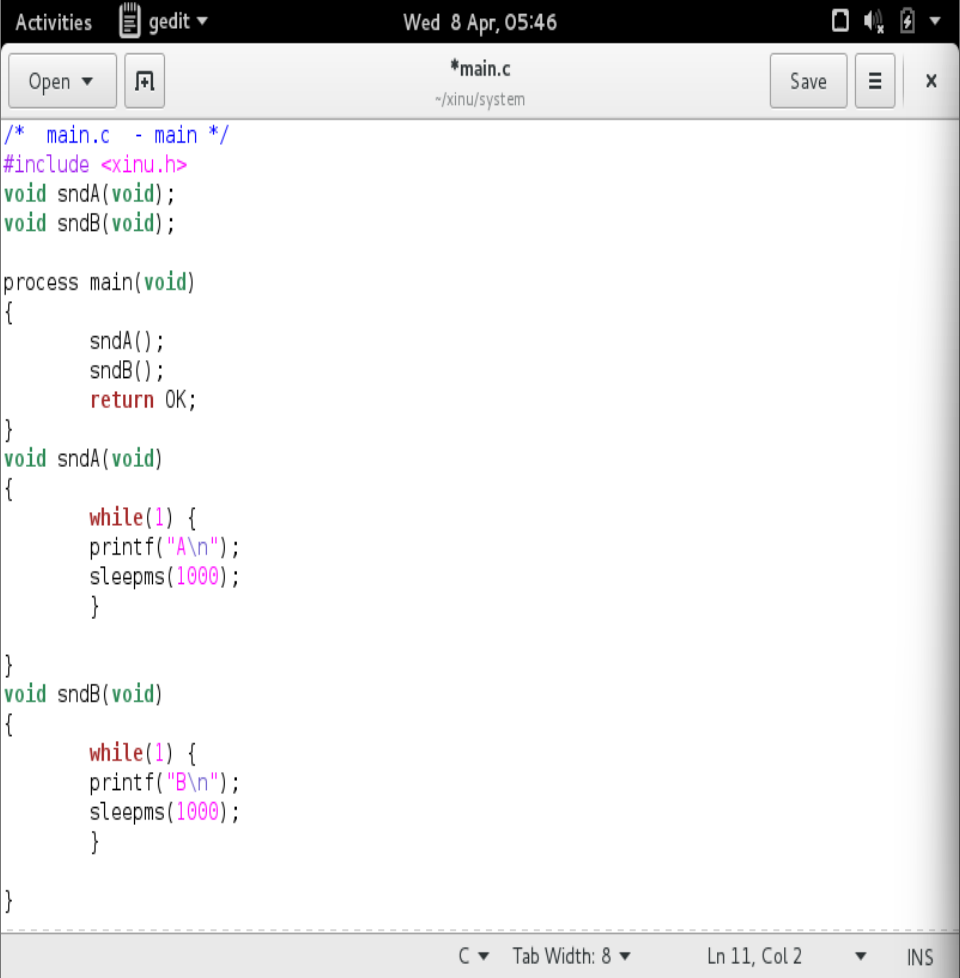 Activities gedit
Wed 8 Apr, 05:46
Open
*main.c
~/xinu/system
Save
/*  main.c  - main */
#include <xinu.h>
void sndA(void);
void sndB(void);

process main(void)
{
        sndA();
        sndB();
        return OK;
}
void sndA(void)
{
        while(1) {
        printf("A\n");
        sleepms(1000);
        }

}
void sndB(void)
{
        while(1) {
        printf("B\n");
        sleepms(1000);
        }

}
C Tab Width: 8 Ln 11, Col 2 INS